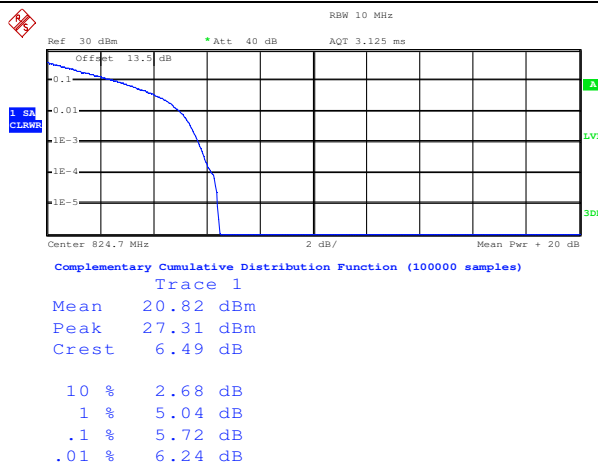 RBW 10 MHz
Ref 30 dBm * Att 40 dB AQT 3.125 ms
Offset 13.5 dB
0.1
A
0.01
1 SA
CLRWR
1E-3
1E-4
1E-5
Center 824.7 MHz 2 dB/ Mean Pwr + 20 dB
Complementary Cumulative Distribution Function (100000 samples)
Trace 1
Mean 20.82 dBm
Peak 27.31 dBm
Crest 6.49 dB
10 % 2.68 dB
1 % 5.04 dB
.1 % 5.72 dB
.01 % 6.24 dB